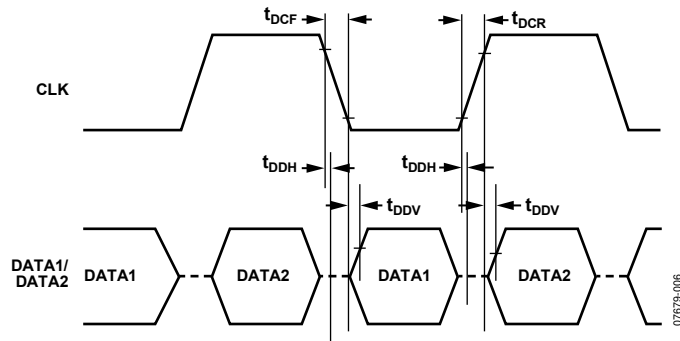 tDCF
tDCR
CLK
tDDH
tDDH
tDDV
tDDV
DATA1/
DATA2
DATA1
DATA2
DATA1
DATA2
07679-006